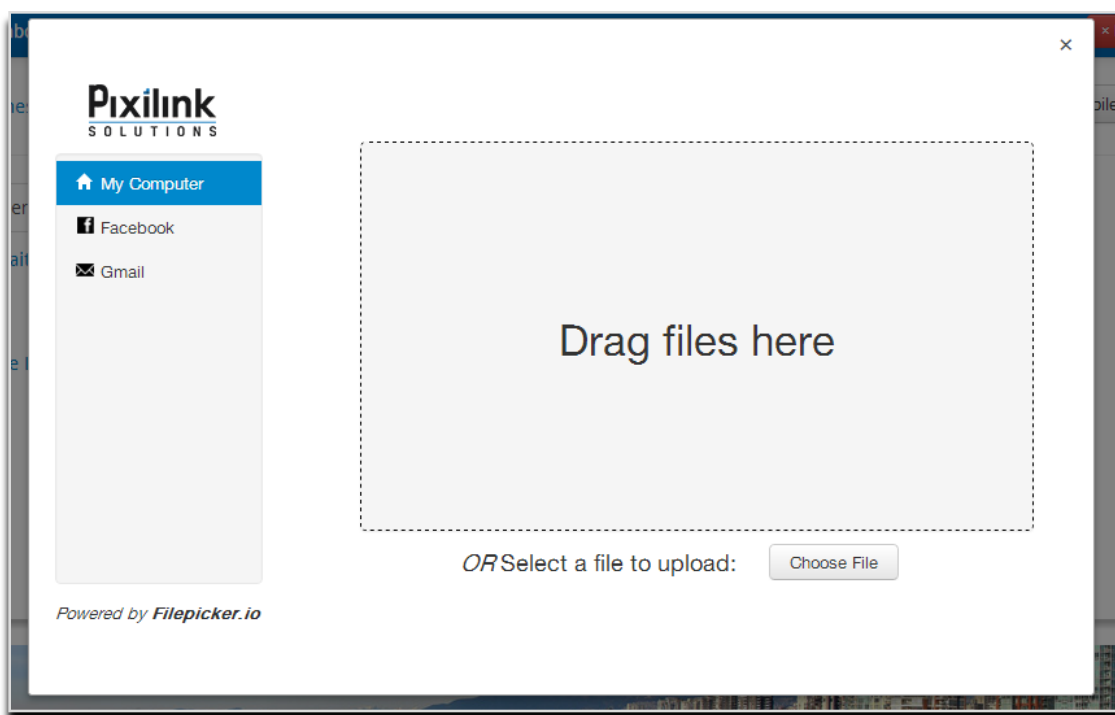 ×
Pixilink
SOLUTIONS
My Computer
Facebook
Gmail
Drag files here
OR Select a file to upload:
Choose File
Powered by Filepicker.io